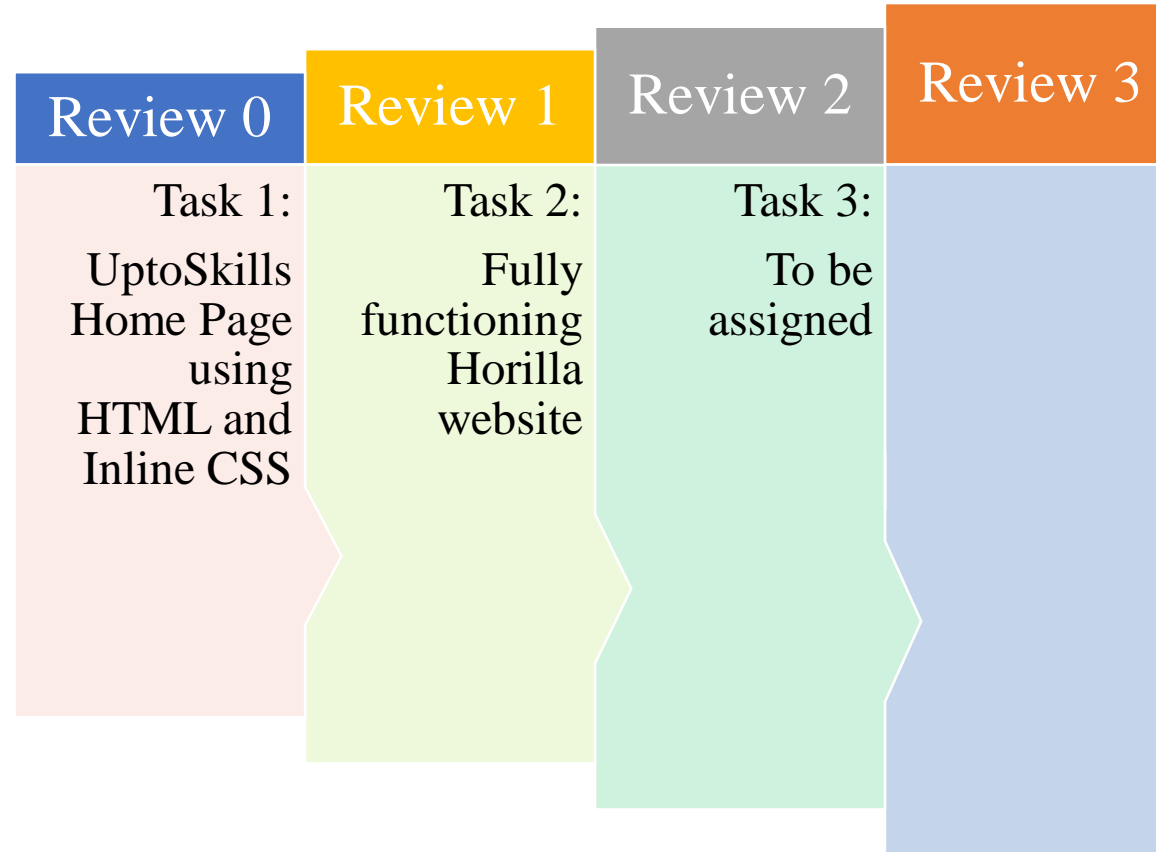 Review 0
Task 1:
UptoSkills
Home Page
using
HTML and
Inline CSS
Review 1
Task 2:
Fully
functioning
Horilla
website
Review 2
Task 3:
To be
assigned
Review 3